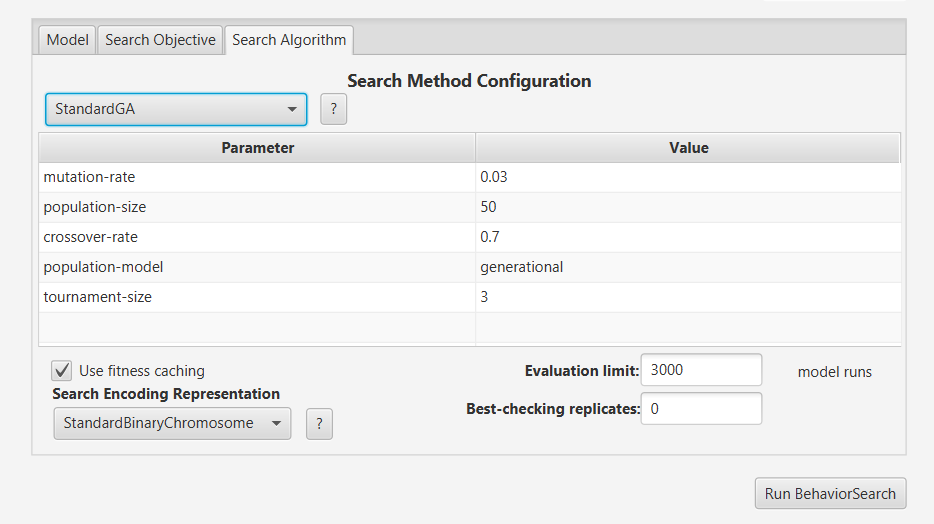 Model Search Objective Search Algorithm
Search Method Configuration
StandardGA ?
Parameter Value
mutation-rate 0.03
population-size 50
crossover-rate 0.7
population-model generational
tournament-size 3
Use fitness caching Evaluation limit: 3000 model runs
Search Encoding Representation
Best-checking replicates: 0
StandardBinaryChromosome ?
Run BehaviorSearch